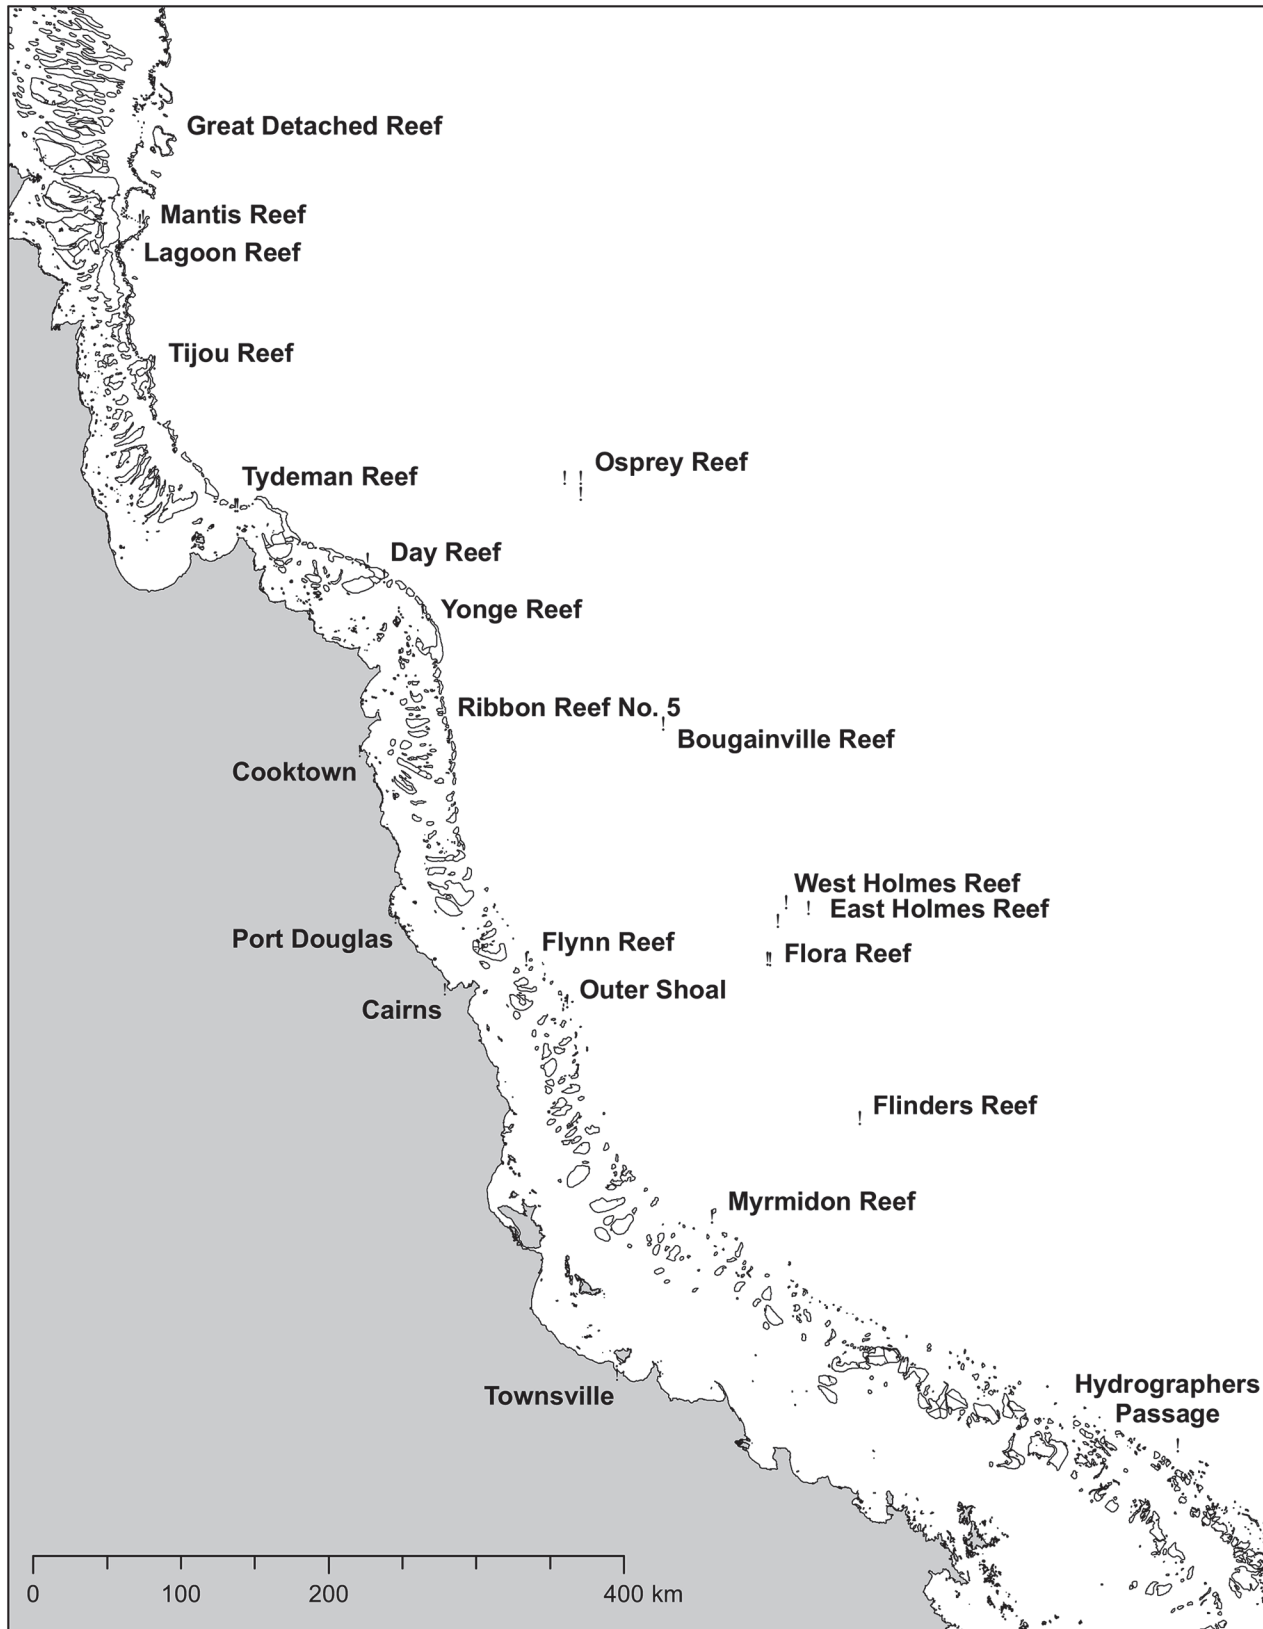 Great Detached Reef
Mantis Reef
Lagoon Reef
Tijou Reef
Osprey Reef
Tydeman Reef
Day Reef
Yonge Reef
Ribbon Reef No. 5
Bougainville Reef
Cooktown
West Holmes Reef
East Holmes Reef
Port Douglas
Flynn Reef
Flora Reef
Outer Shoal
Cairns
Flinders Reef
Myrmidon Reef
Hydrographers
Passage
Townsville
0 100 200 400 km